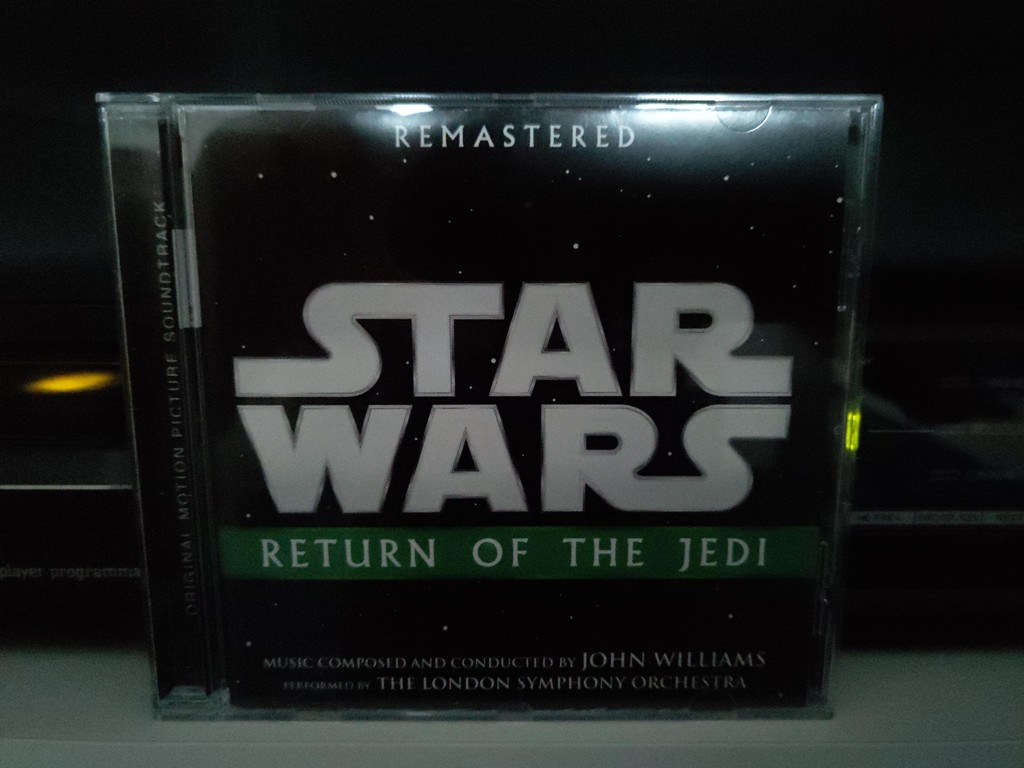 REMASTERED
ORIGINAL MOTION PICTURE SOUNDTRACK
STAR
WARS
RETURN OF THE JEDI
MUSIC COMPOSED AND CONDUCTED BY JOHN WILLIAMS
PERFORMED BY THE LONDON SYMPHONY ORCHESTRA
player programma